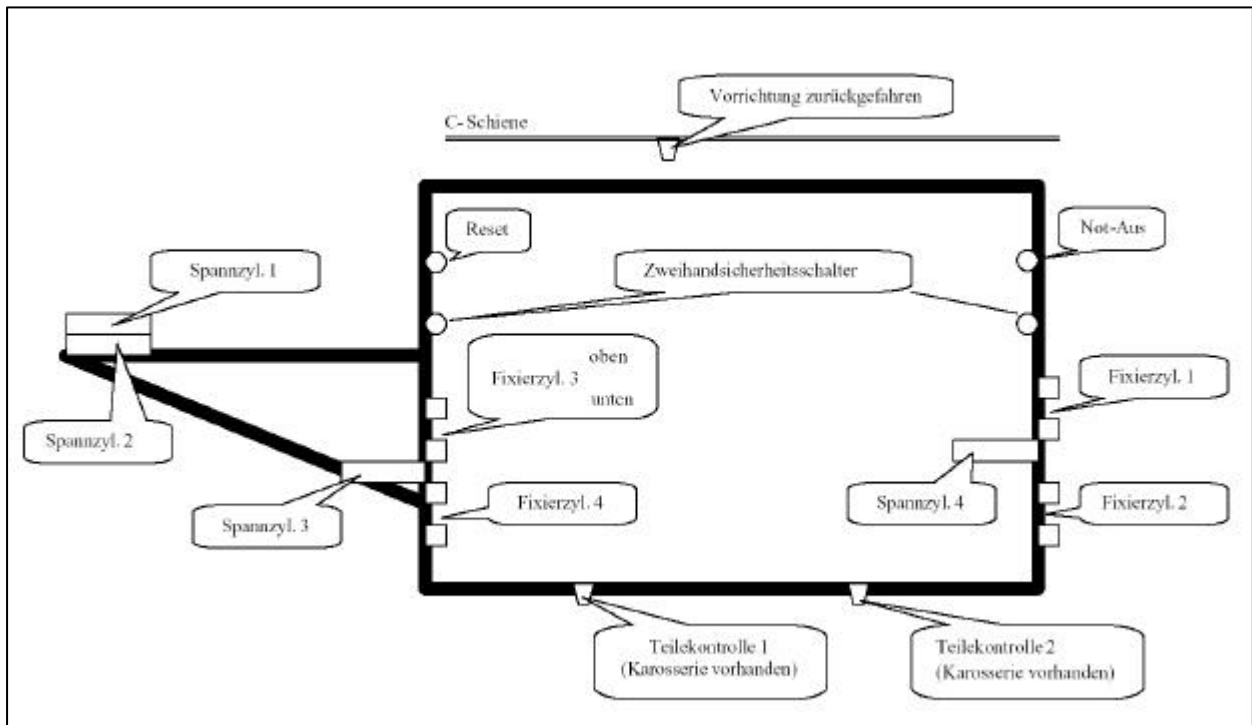 Vorrichtung zurückgefahren
C- Schiene
Reset
Not-Aus
Spannzyl. 1
Zweihandsicherheitsschalter
oben
Fixierzyl. 3
unten
Fixierzyl. 1
Spannzyl. 2
Spannzyl. 3
Fixierzyl. 4
Spannzyl. 4
Fixierzyl. 2
Teilekontrolle 1
(Karosserie vorhanden)
Teilekontrolle 2
(Karosserie vorhanden)